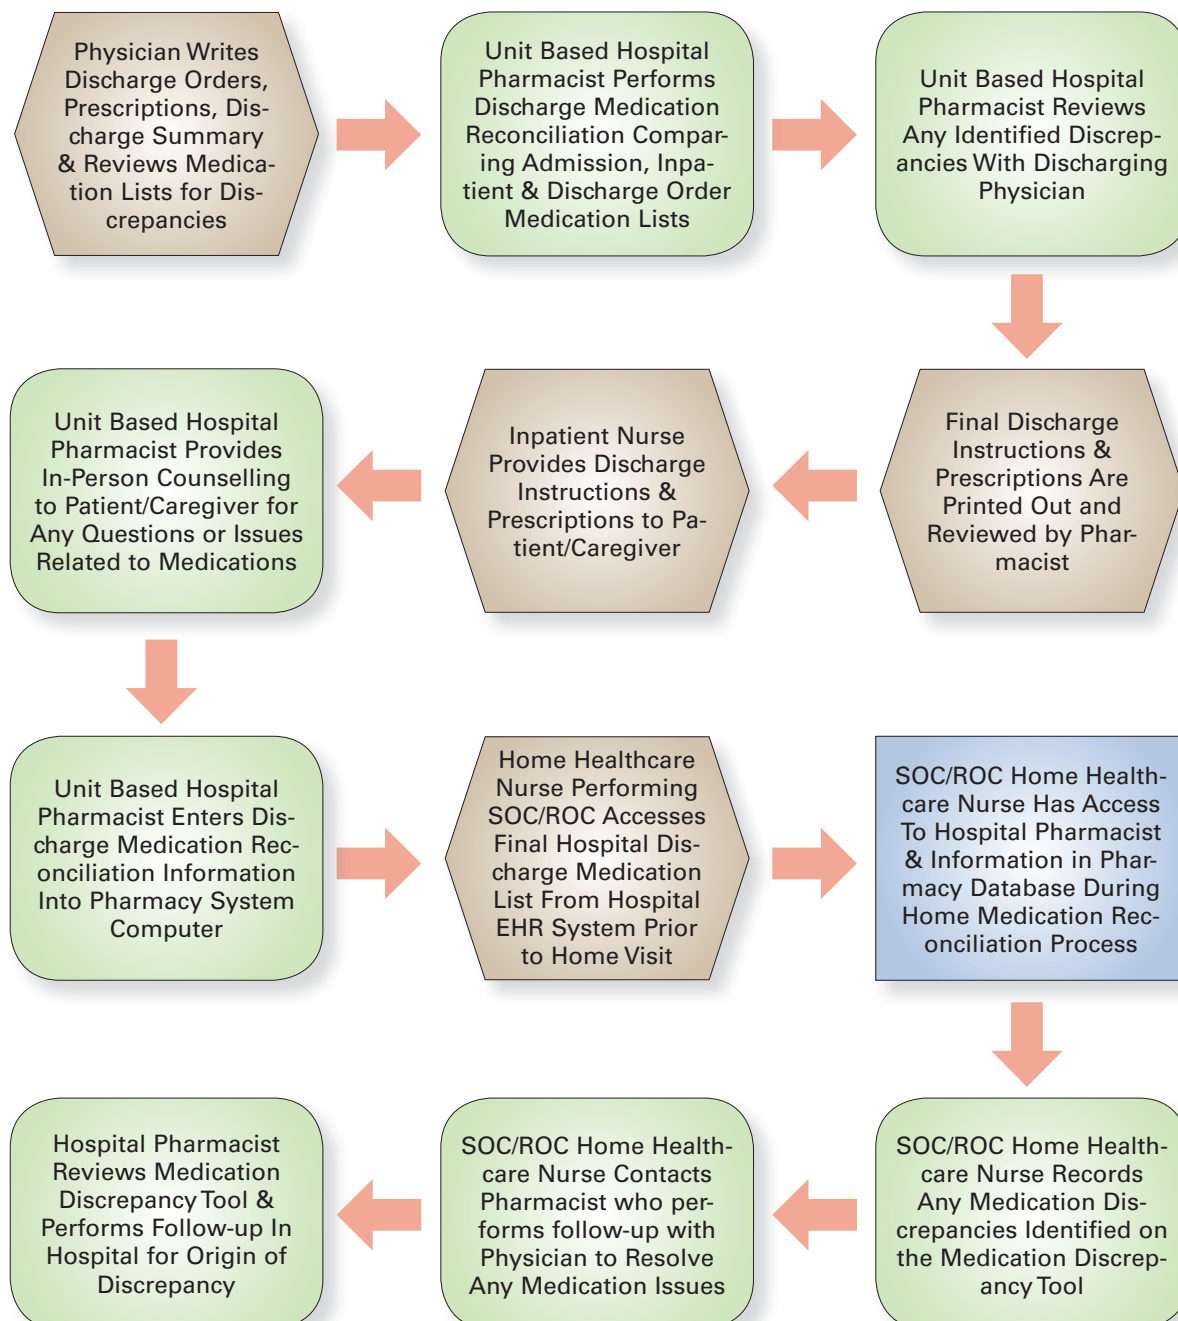 Physician Writes
Discharge Orders,
Prescriptions, Dis-
charge Summary
& Reviews Medica-
tion Lists for Dis-
crepancies
Unit Based Hospital
Pharmacist Performs
Discharge Medication
Reconciliation Compar-
ing Admission, Inpa-
tient & Discharge Order
Medication Lists
Unit Based Hospital
Pharmacist Reviews
Any Identified Discrep-
ancies With Discharging
Physician
Final Discharge
Instructions &
Prescriptions Are
Printed Out and
Reviewed by Phar-
macist
Inpatient Nurse
Provides Discharge
Instructions &
Prescriptions to Pa-
tient/Caregiver
Unit Based Hospital
Pharmacist Provides
In-Person Counselling
to Patient/Caregiver for
Any Questions or Issues
Related to Medications
Unit Based Hospital
Pharmacist Enters Dis-
charge Medication Rec-
onciliation Information
Into Pharmacy System
Computer
Home Healthcare
Nurse Performing
SOC/ROC Accesses
Final Hospital Dis-
charge Medication
List From Hospital
EHR System Prior
to Home Visit
SOC/ROC Home Health-
care Nurse Has Access
To Hospital Pharmacist
& Information in Phar-
macy Database During
Home Medication Rec-
onciliation Process
SOC/ROC Home Health-
care Nurse Records
Any Medication Dis-
crepancies Identified on
the Medication Discrep-
ancy Tool
SOC/ROC Home Health-
care Nurse Contacts
Pharmacist who per-
forms follow-up with
Physician to Resolve
Any Medication Issues
Hospital Pharmacist
Reviews Medication
Discrepancy Tool &
Performs Follow-up In
Hospital for Origin of
Discrepancy